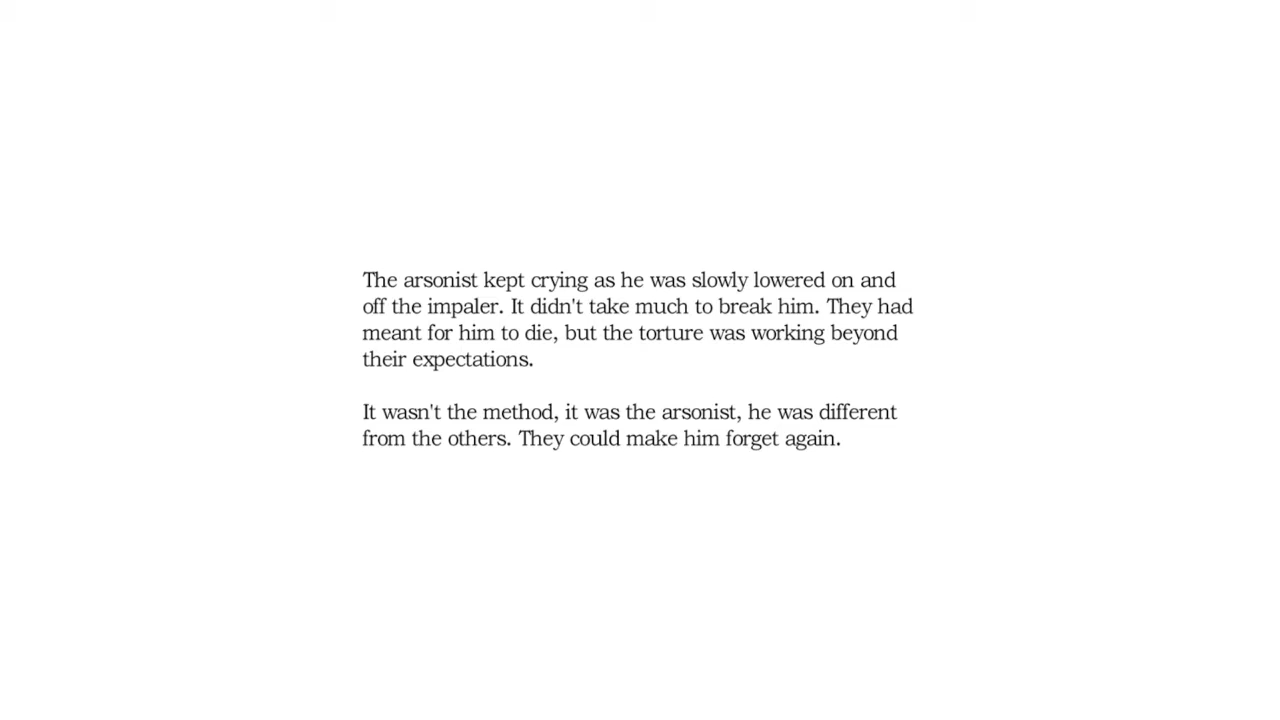 The arsonist kept crying as he was slowly lowered on and
off the impaler. It didn't take much to break him. They had
meant for him to die, but the torture was working beyond
their expectations.
It wasn't the method, it was the arsonist, he was different
from the others. They could make him forget again.